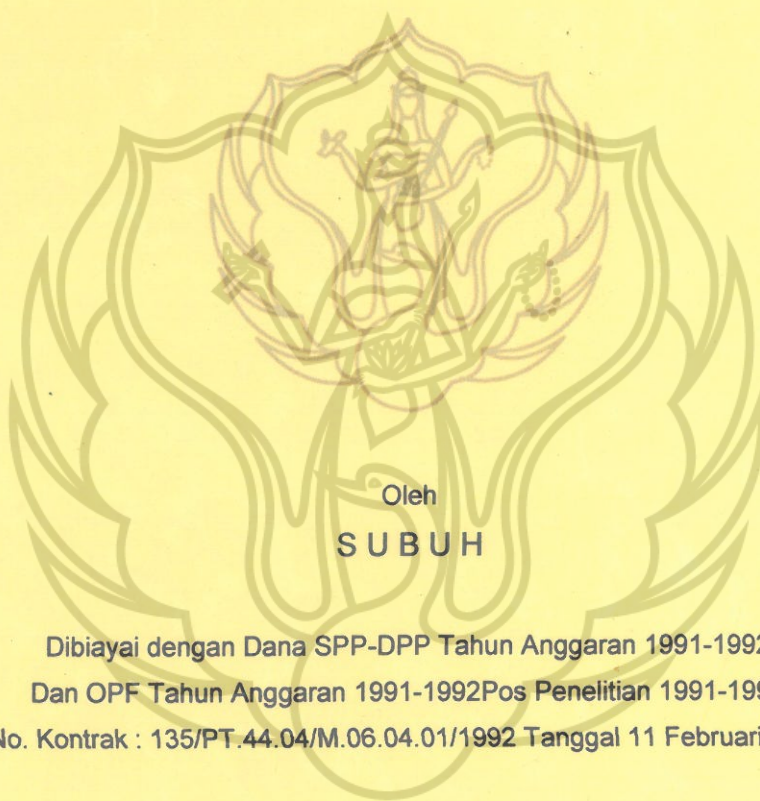 Oleh
S U B U H
Dibiayai dengan Dana SPP-DPP Tahun Anggaran 1991-1992
Dan OPF Tahun Anggaran 1991-1992Pos Penelitian 1991-199
No. Kontrak : 135/PT.44.04/M.06.04.01/1992 Tanggal 11 Februari